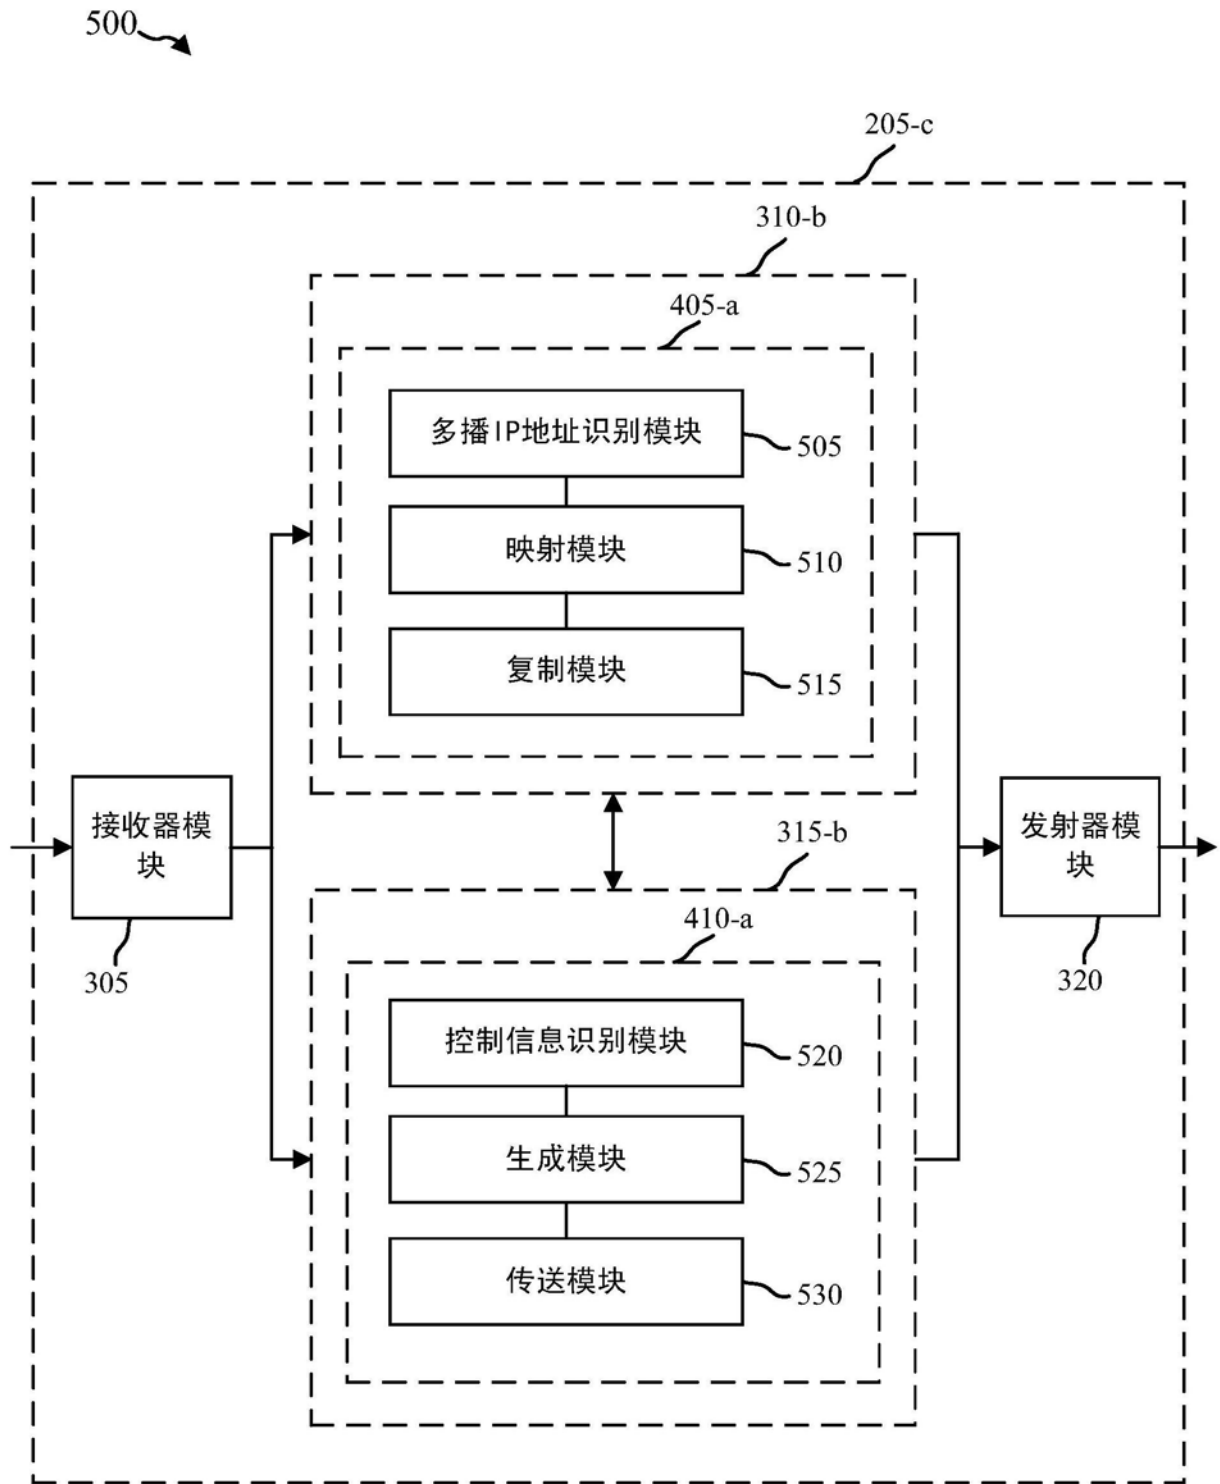 500
205-c
310-b
405-a
多播IP地址识别模块
505
映射模块
510
复制模块
515
接收器模
块
305
发射器模
块
320
315-b
410-a
控制信息识别模块
520
生成模块
525
传送模块
530